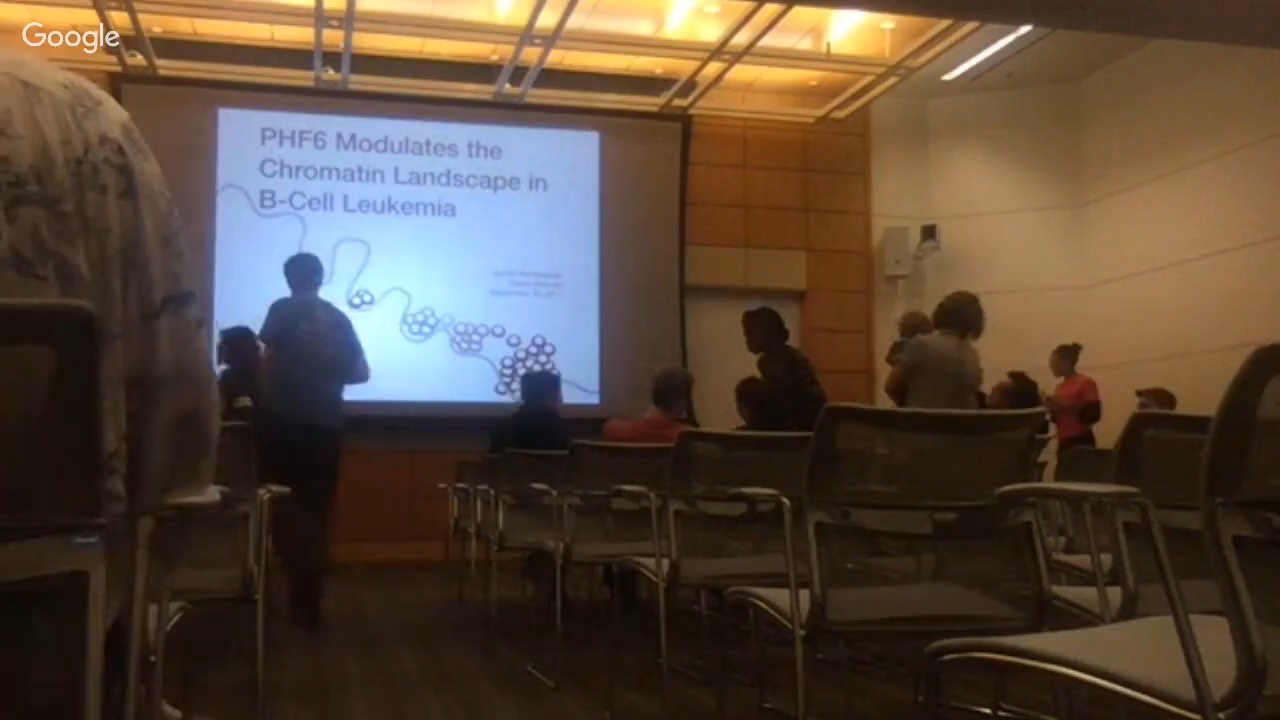 Google
PHF6 Modulates the
Chromatin Landscape in
B-Cell Leukemia